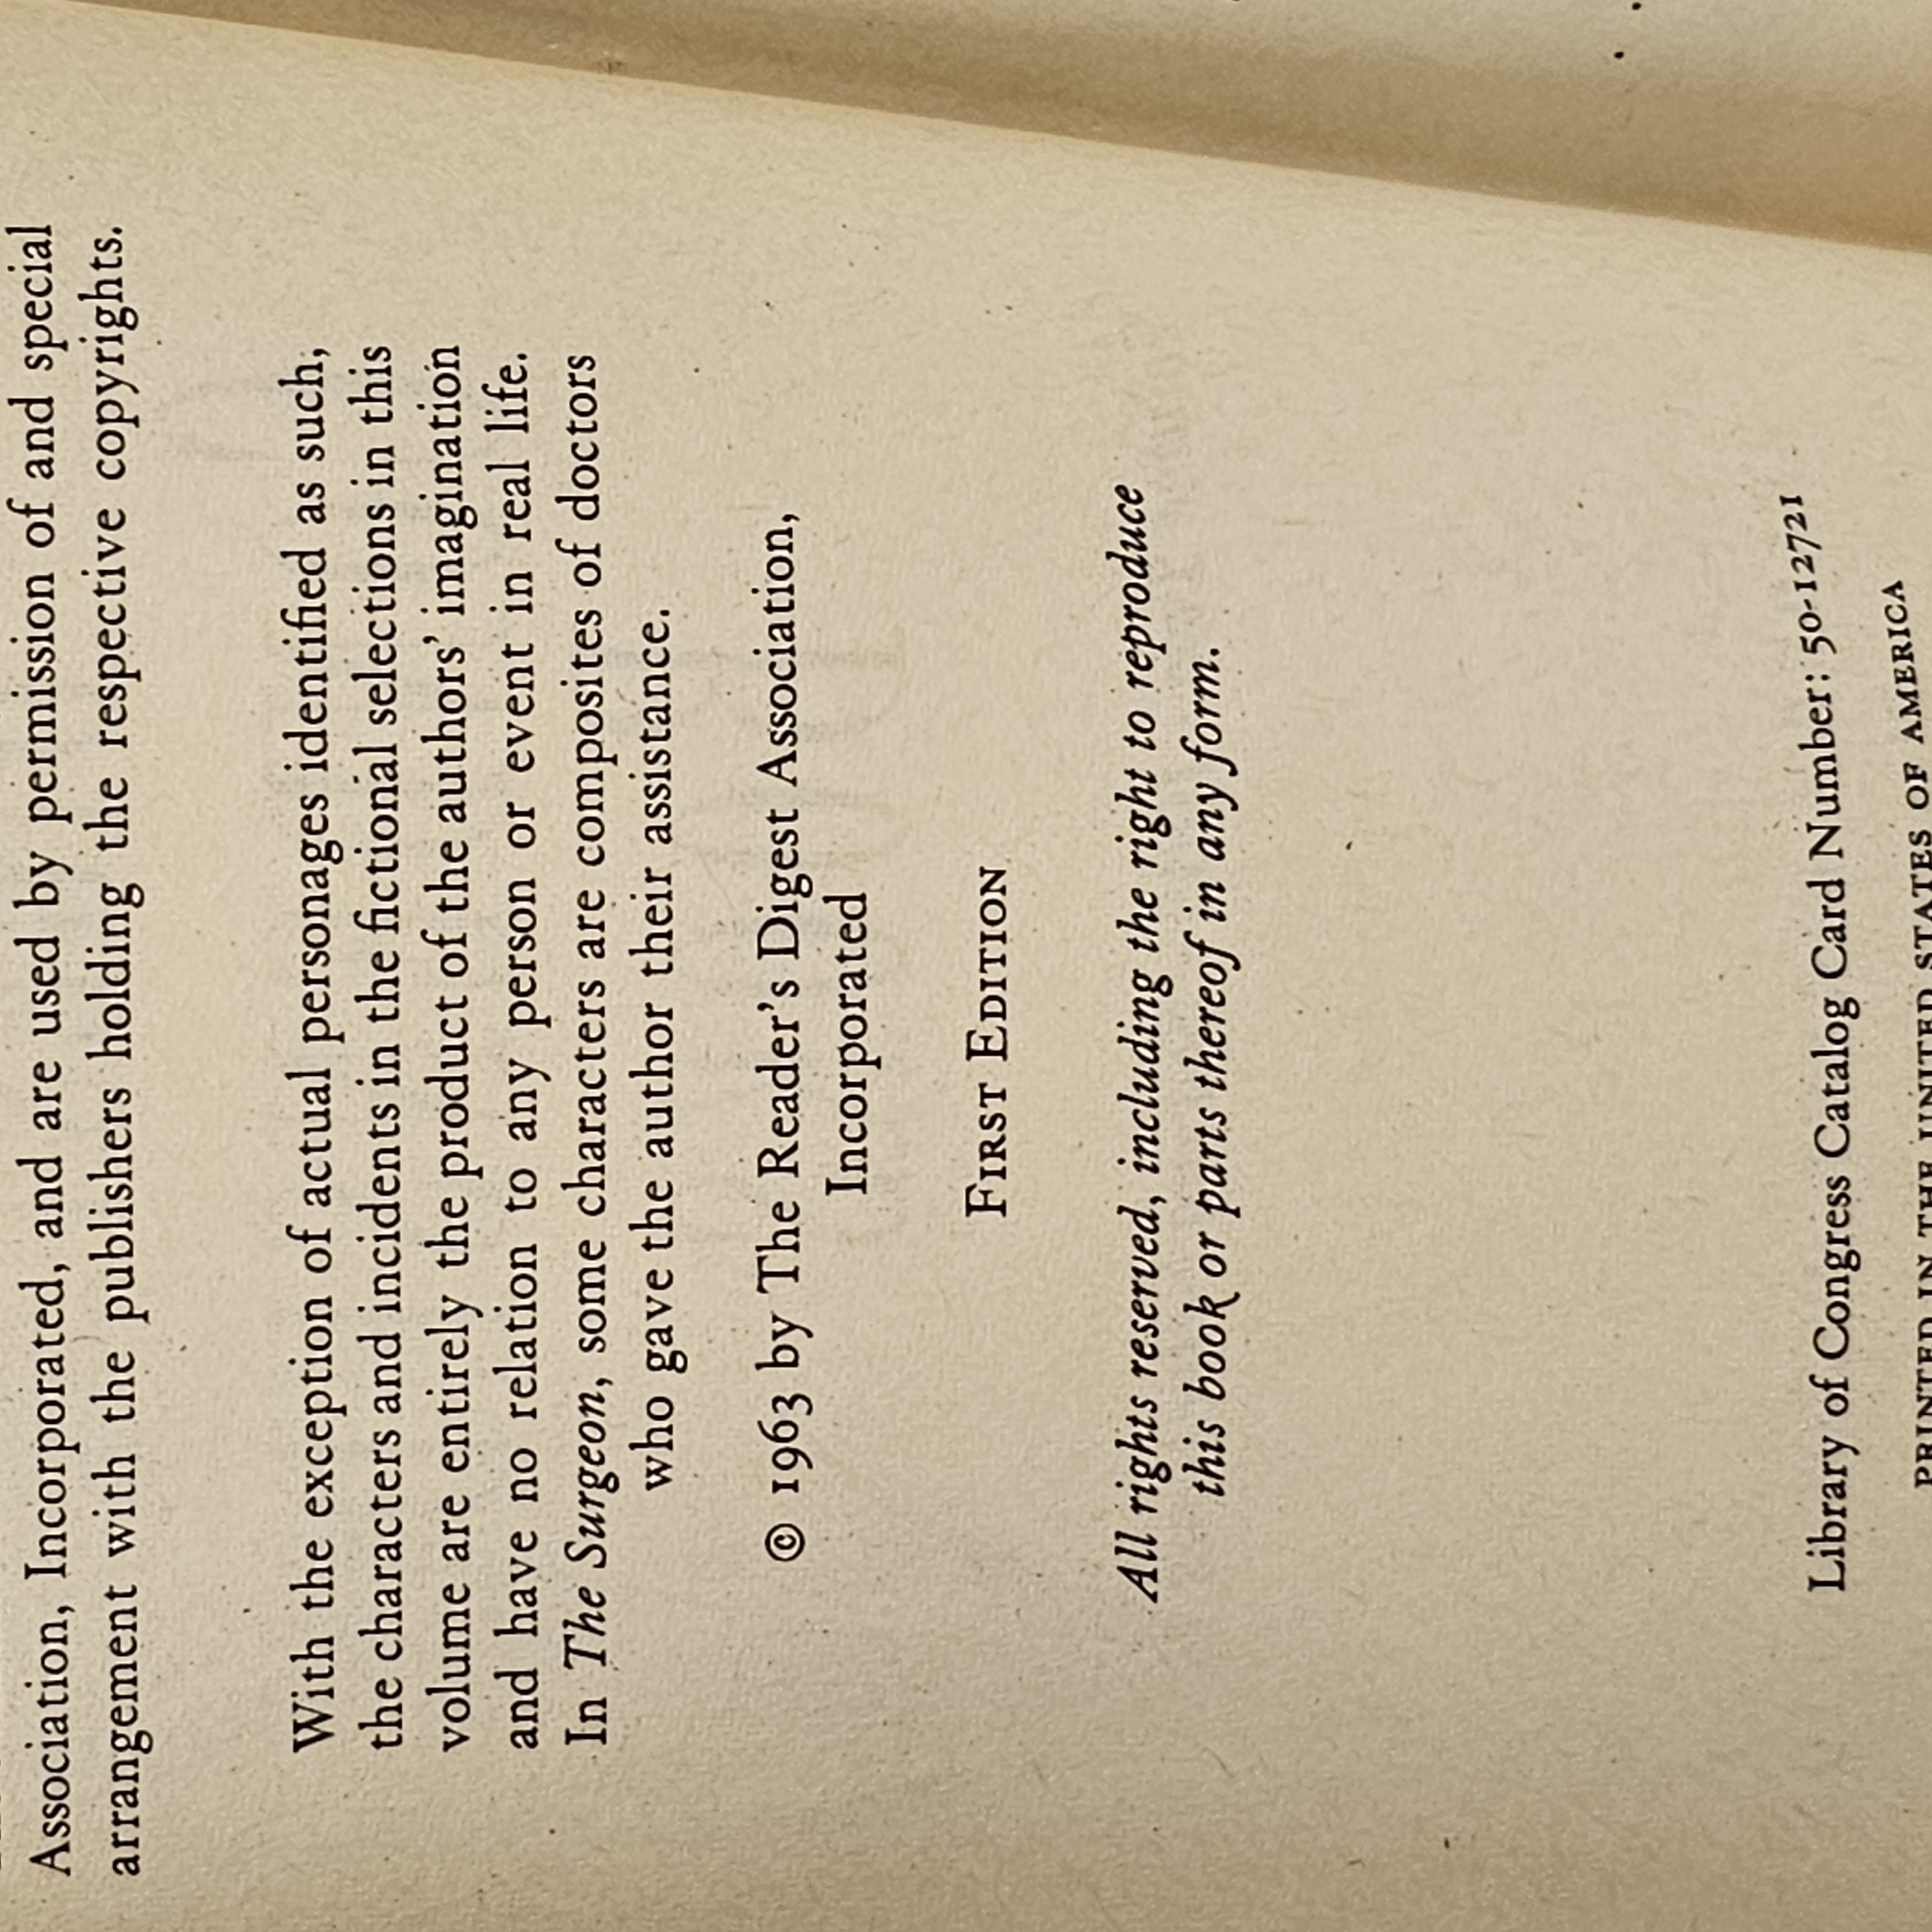 Association, Incorporated, and are used by permission of and special
arrangement with the publishers holding the respective copyrights.
With the exception of actual personages identified as such,
the characters and incidents in the fictional selections in this
volume are entirely the product of the authors’ imagination
and have no relation to any person or event in real life.
In The Surgeon, some characters are composites of doctors
who gave the author their assistance.
© 1963 by The Reader’s Digest Association,
Incorporated
First Edition
All rights reserved, including the right to reproduce
this book or parts thereof in any form.
Library of Congress Catalog Card Number: 50-12721
PRINTED IN THE UNITED STATES OF AMERICA